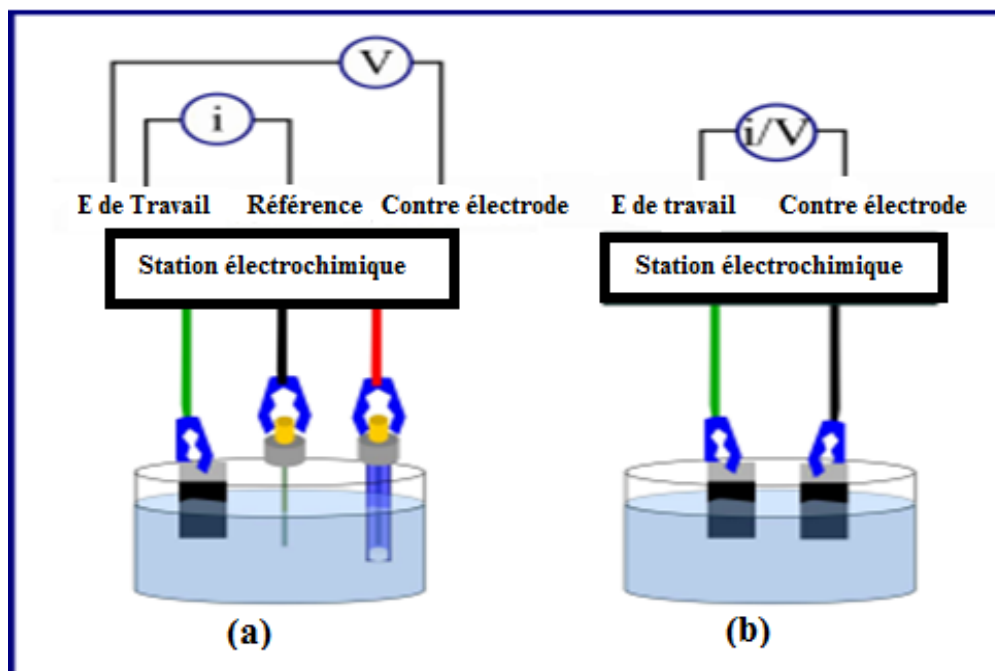 V
i
i/V
E de Travail Référence Contre électrode
E de travail Contre électrode
Station électrochimique
Station électrochimique
(a)
(b)